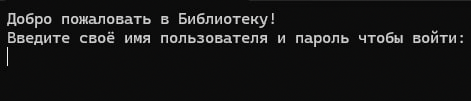 Добро пожаловать в Библиотеку!
Введите своё имя пользователя и пароль чтобы войти: